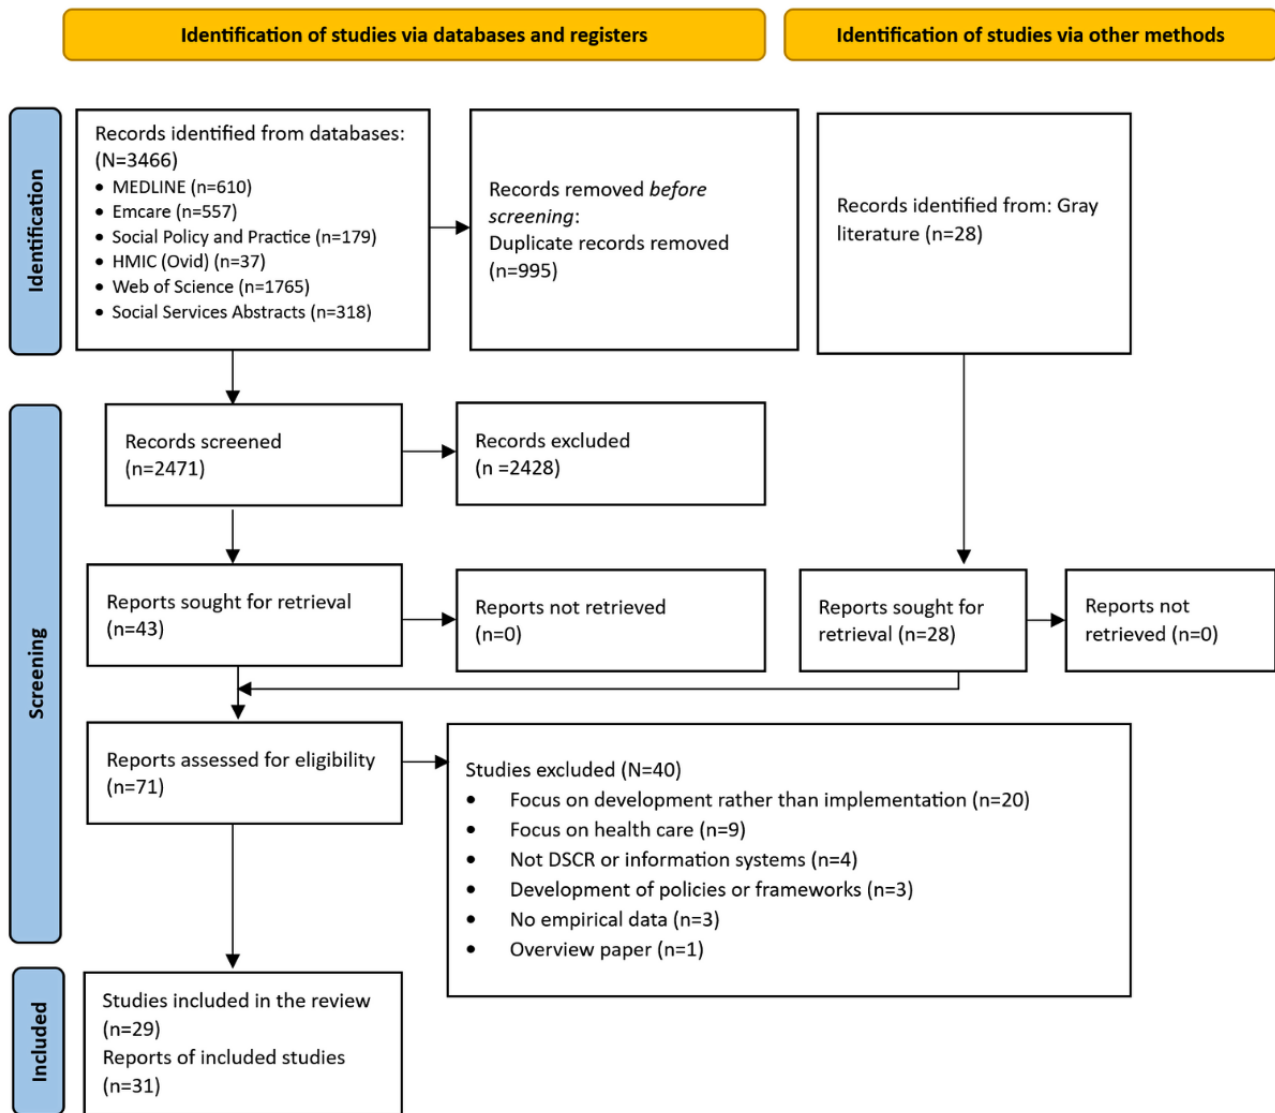 Identification of studies via databases and registers
Identification of studies via other methods
Identification
Records identified from databases:
(N=3466)
• MEDLINE (n=610)
• Emcare (n=557)
• Social Policy and Practice (n=179)
• HMIC (Ovid) (n=37)
• Web of Science (n=1765)
• Social Services Abstracts (n=318)
Records removed before
screening:
Duplicate records removed
(n=995)
Records identified from: Gray
literature (n=28)
Screening
Records screened
(n=2471)
Records excluded
(n =2428)
Reports sought for retrieval
(n=43)
Reports not retrieved
(n=0)
Reports sought for
retrieval (n=28)
Reports not
retrieved (n=0)
Reports assessed for eligibility
(n=71)
Studies excluded (N=40)
• Focus on development rather than implementation (n=20)
• Focus on health care (n=9)
• Not DSCR or information systems (n=4)
• Development of policies or frameworks (n=3)
• No empirical data (n=3)
• Overview paper (n=1)
Included
Studies included in the review
(n=29)
Reports of included studies
(n=31)